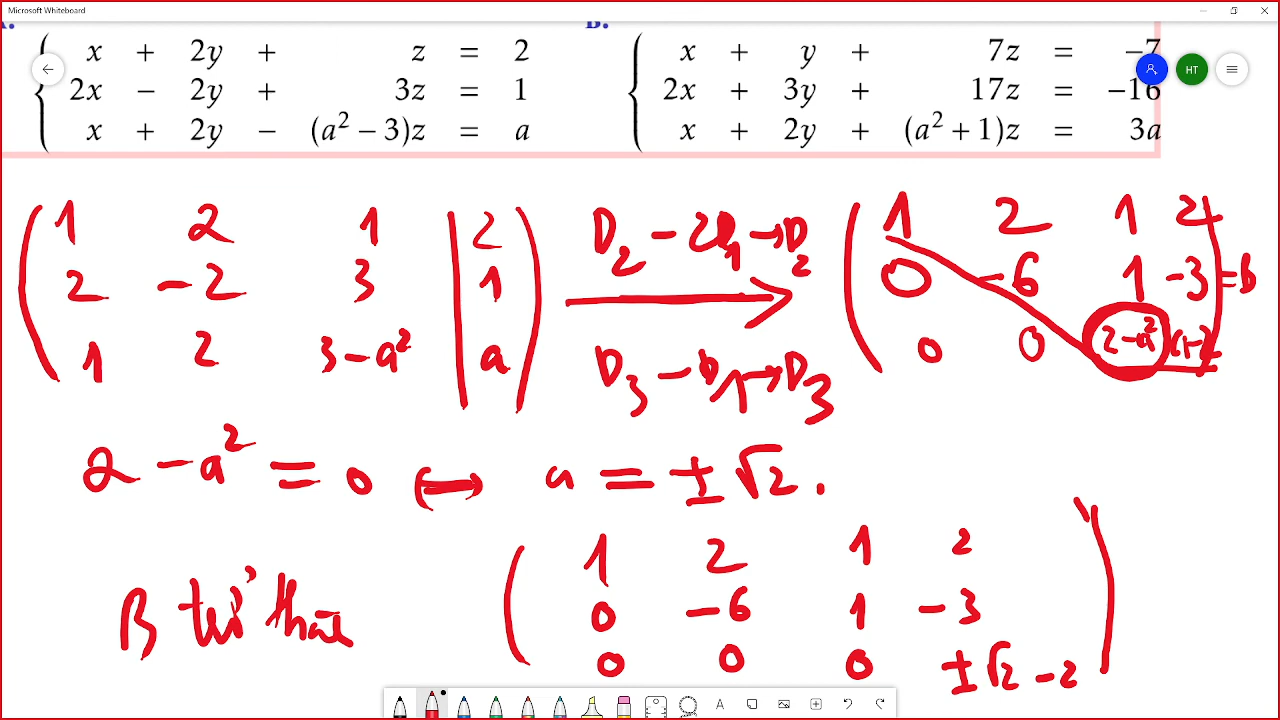 Microsoft Whiteboard
A.
B.
x + 2y + z = 2
2x − 2y + 3z = 1
x + 2y − (a² − 3)z = a
x + y + 7z = −7
2x + 3y + 17z = −16
x + 2y + (a² + 1)z = 3a
HT
1 2 1 | 2
2 −2 3 | 1
1 2 3 − a² | a
D₂ − 2D₁ → D₂
D₃ − D₁ → D₃
1 2 1 2
0 −6 1 −3 = B
0 0 2 − a²
2 − a² = 0 ⟷ a = ± √2 .
B trở thành
1 2 1 2
0 −6 1 −3
0 0 0 ± √2 − 2